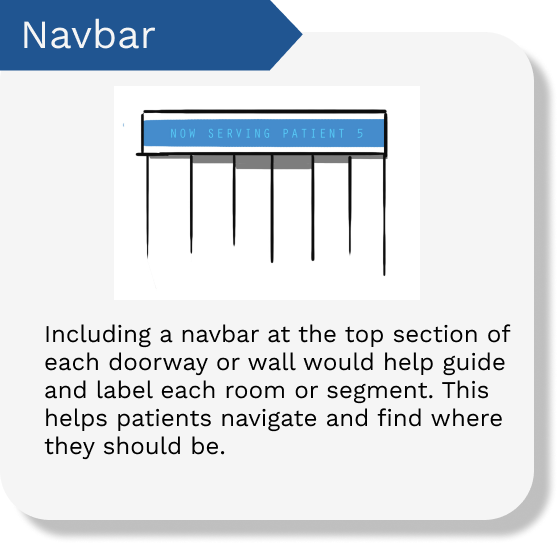 Navbar
NOW SERVING PATIENT 5
Including a navbar at the top section of
each doorway or wall would help guide
and label each room or segment. This
helps patients navigate and find where
they should be.